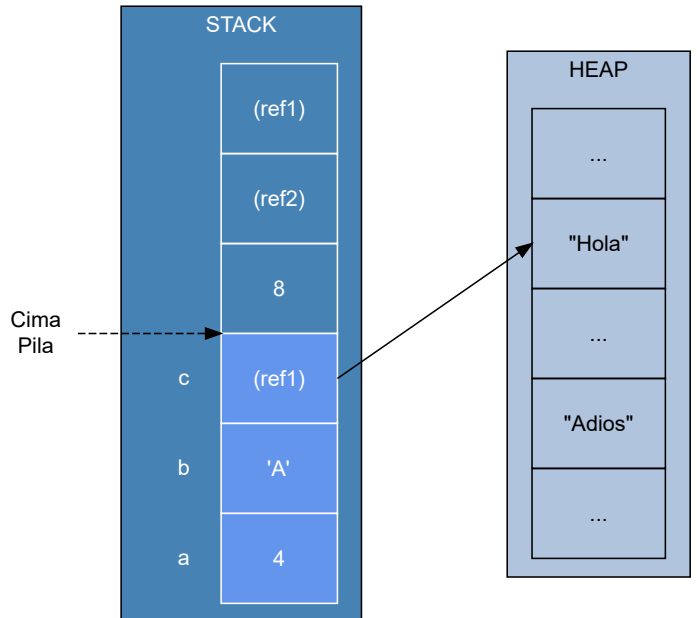 STACK
(ref1)
(ref2)
8
Cima
Pila
c
(ref1)
b
'A'
a
4
HEAP
...
"Hola"
...
"Adios"
...